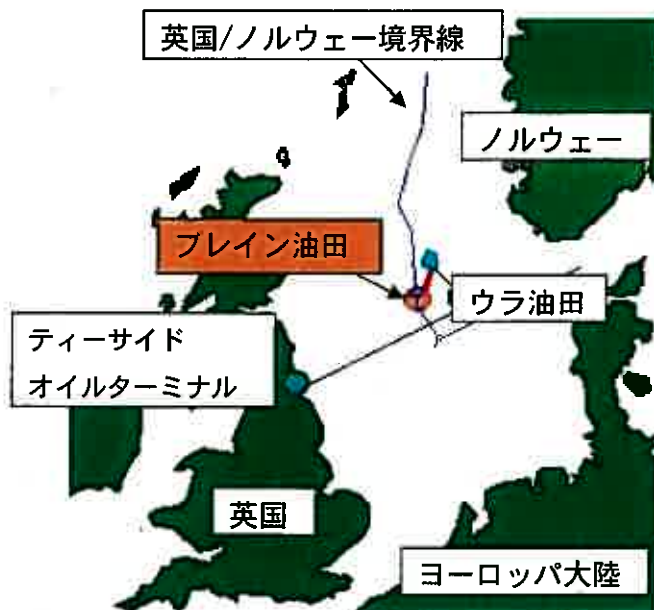 英国/ノルウェー境界線
ノルウェー
ブレイン油田
ウラ油田
ティーサイド
オイルターミナル
英国
ヨーロッパ大陸